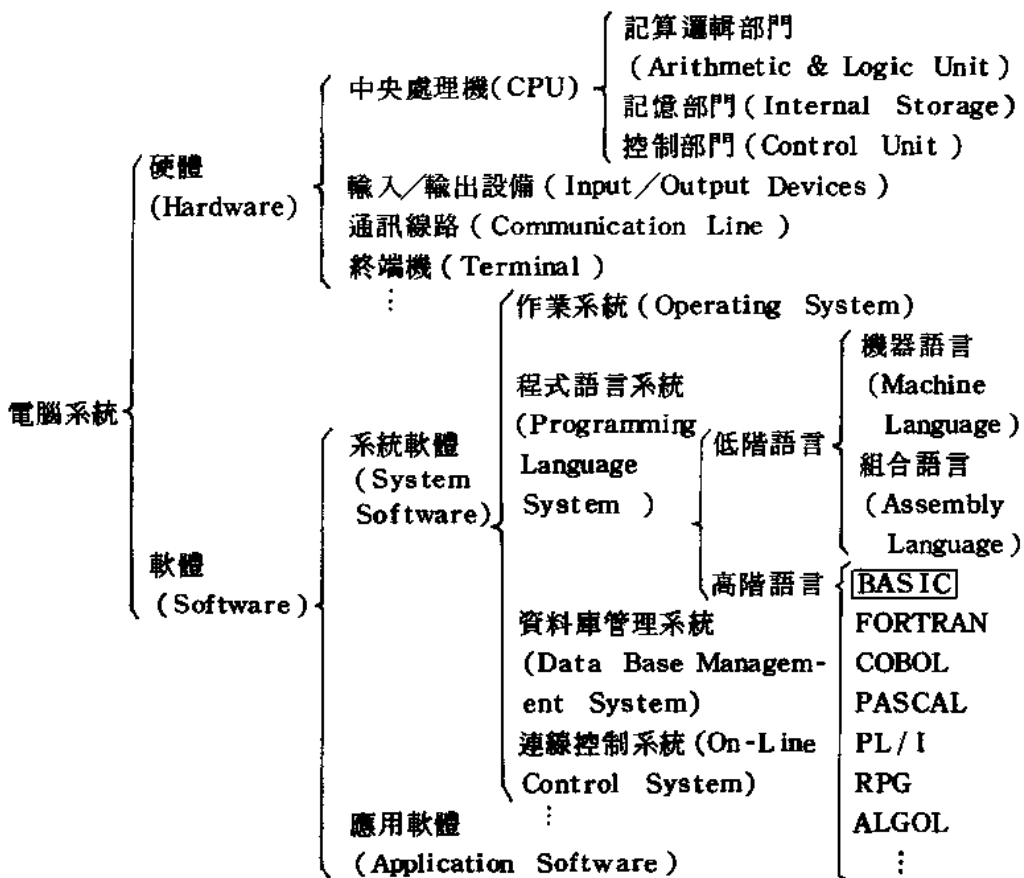 電腦系統
硬體
(Hardware)
中央處理機(CPU)
記算邏輯部門
(Arithmetic & Logic Unit)
記憶部門(Internal Storage)
控制部門(Control Unit)
輸入/輸出設備(Input/Output Devices)
通訊線路(Communication Line)
終端機(Terminal)
⋮
軟體
(Software)
系統軟體
(System
Software)
作業系統(Operating System)
程式語言系統
(Programming
Language
System )
低階語言
機器語言
(Machine
Language)
組合語言
(Assembly
Language)
高階語言
BASIC
FORTRAN
COBOL
PASCAL
PL/I
RPG
ALGOL
⋮
資料庫管理系統
(Data Base Managem-
ent System)
連線控制系統(On-Line
Control System)
⋮
應用軟體
(Application Software)